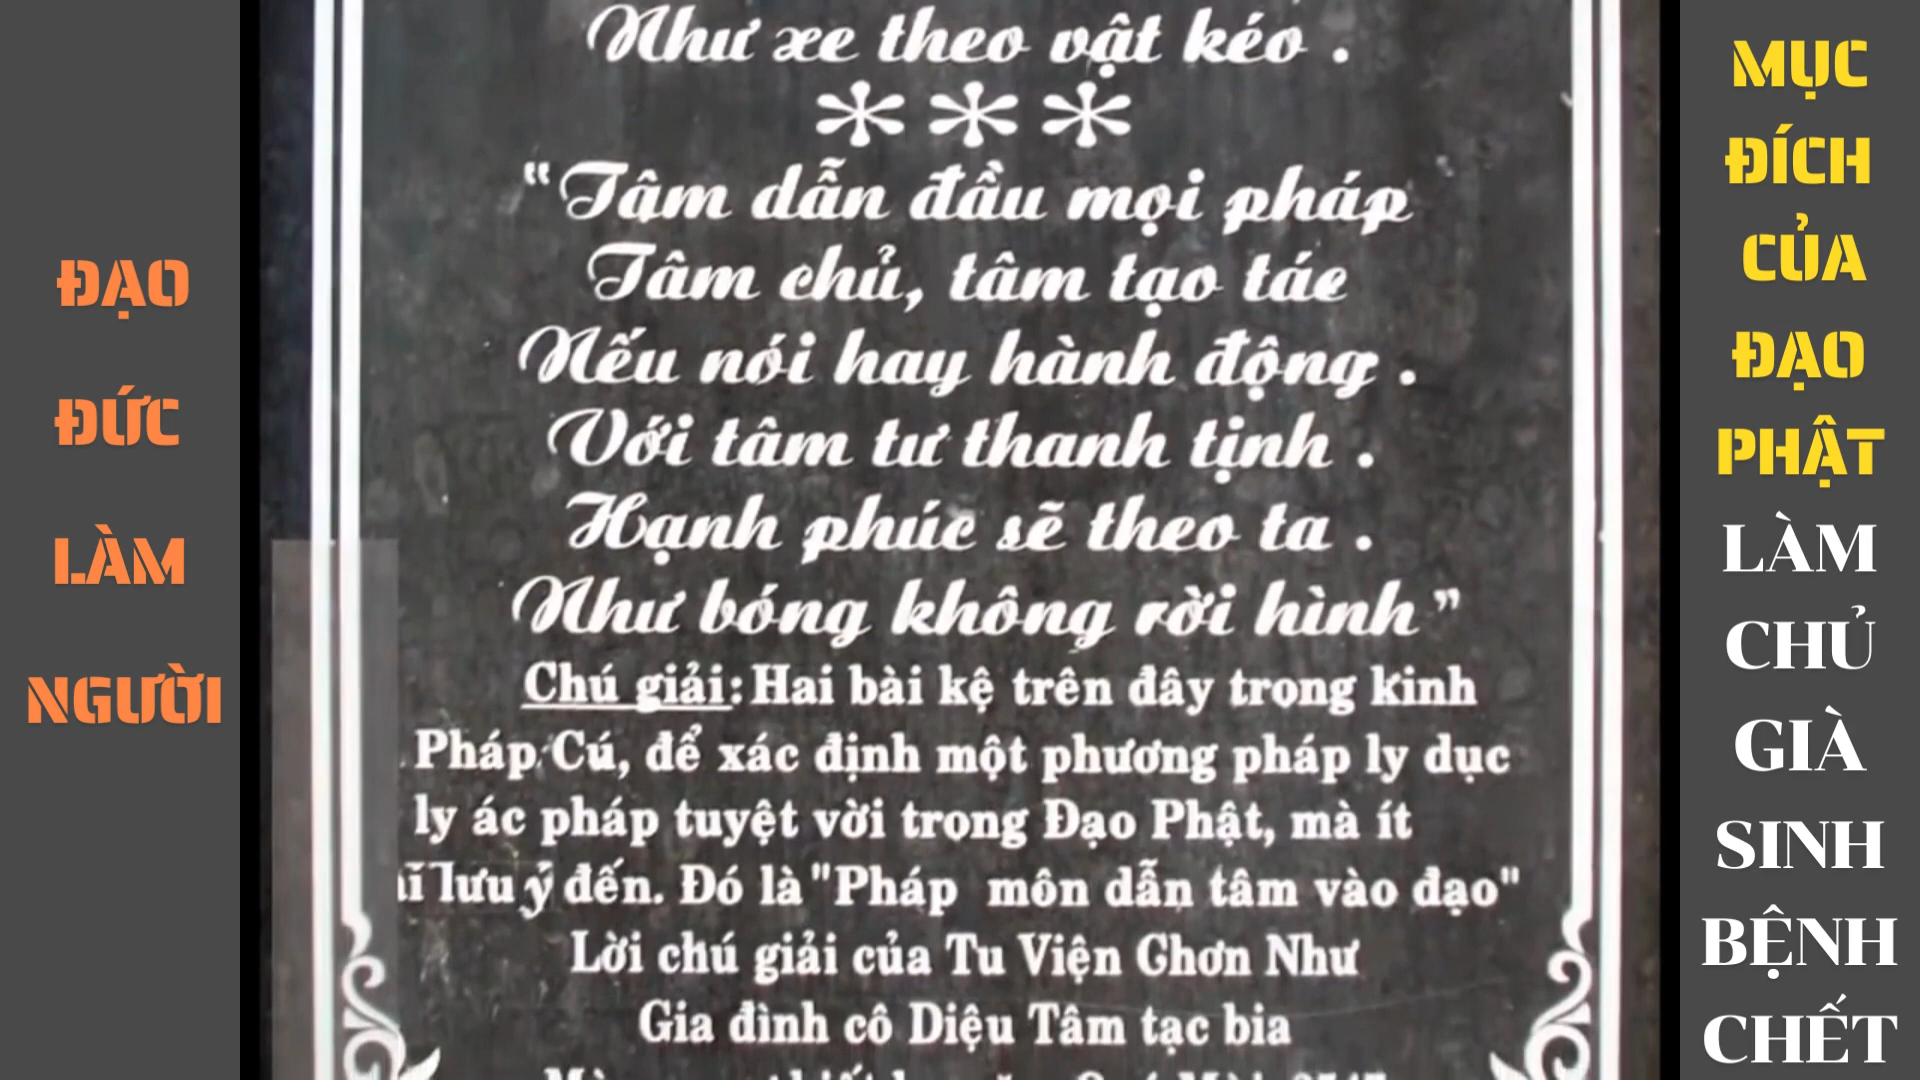 ĐẠO
ĐỨC
LÀM
NGƯỜI
Như xe theo vật kéo .
***
"Tâm dẫn đầu mọi pháp
Tâm chủ, tâm tạo tác
Nếu nói hay hành động .
Với tâm tư thanh tịnh .
Hạnh phúc sẽ theo ta .
Như bóng không rời hình"
Chú giải: Hai bài kệ trên đây trong kinh
Pháp Cú, để xác định một phương pháp ly dục
ly ác pháp tuyệt vời trong Đạo Phật, mà ít
lưu ý đến. Đó là "Pháp môn dẫn tâm vào đạo"
Lời chú giải của Tu Viện Chơn Như
Gia đình cô Diệu Tâm tạc bia
MỤC
ĐÍCH
CỦA
ĐẠO
PHẬT
LÀM
CHỦ
GIÀ
SINH
BỆNH
CHẾT